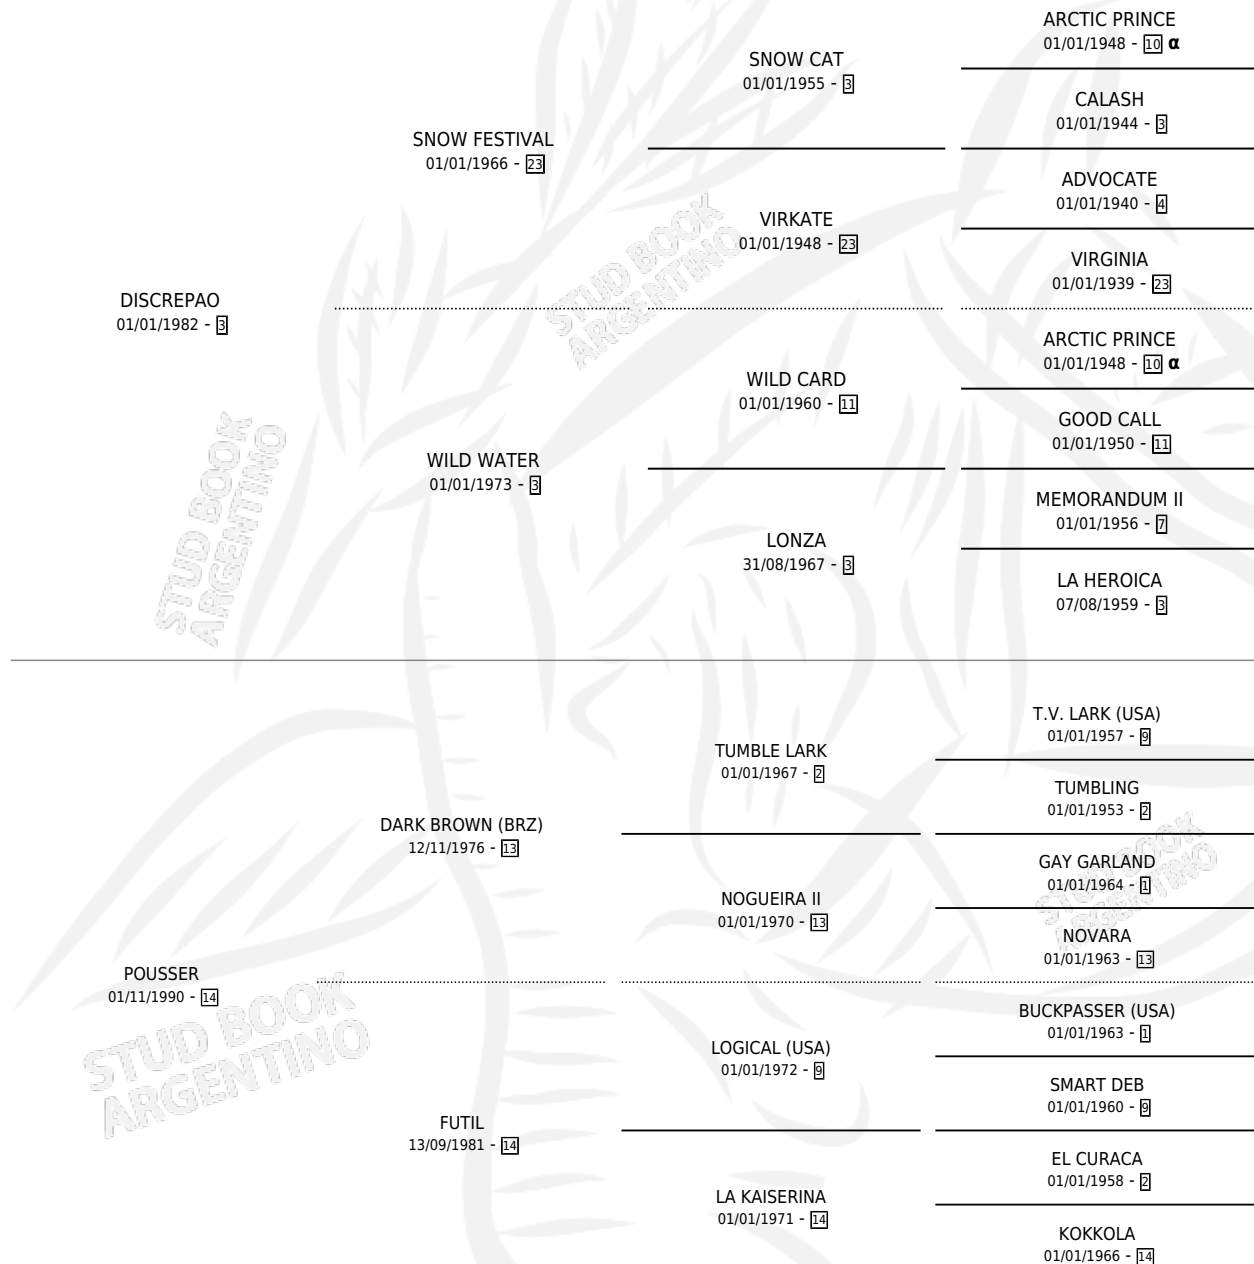 ARCTIC PRINCE
01/01/1948 - 10 α
SNOW CAT
01/01/1955 - 3
CALASH
01/01/1944 - 3
SNOW FESTIVAL
01/01/1966 - 23
ADVOCATE
01/01/1940 - 4
VIRKATE
01/01/1948 - 23
VIRGINIA
01/01/1939 - 23
DISCREPAO
01/01/1982 - 3
ARCTIC PRINCE
01/01/1948 - 10 α
WILD CARD
01/01/1960 - 11
GOOD CALL
01/01/1950 - 11
WILD WATER
01/01/1973 - 3
MEMORANDUM II
01/01/1956 - 7
LONZA
31/08/1967 - 3
LA HEROICA
07/08/1959 - 3
T.V. LARK (USA)
01/01/1957 - 9
TUMBLE LARK
01/01/1967 - 2
TUMBLING
01/01/1953 - 2
DARK BROWN (BRZ)
12/11/1976 - 13
GAY GARLAND
01/01/1964 - 1
NOGUEIRA II
01/01/1970 - 13
NOVARA
01/01/1963 - 13
POUSSER
01/11/1990 - 14
BUCKPASSER (USA)
01/01/1963 - 1
LOGICAL (USA)
01/01/1972 - 9
SMART DEB
01/01/1960 - 9
FUTIL
13/09/1981 - 14
EL CURACA
01/01/1958 - 2
LA KAISERINA
01/01/1971 - 14
KOKKOLA
01/01/1966 - 14
STUD BOOK
ARGENTINO
STUD BOOK
ARGENTINO
STUD BOOK
ARGENTINO
STUD BOOK
ARGENTINO